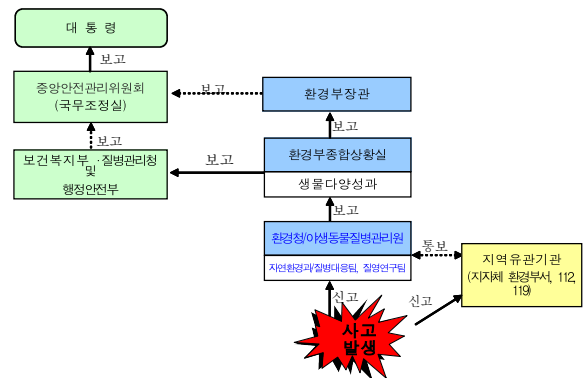 대 통 령
보고
중앙안전관리위원회
(국무조정실)
보고
환경부장관
보고
보고
보건복지부 ·질병관리청
및
행정안전부
보고
환경부종합상황실
생물다양성과
보고
환경청/야생동물질병관리원
자연환경과/질병대응팀, 질병연구팀
통보
지역유관기관
(지자체 환경부서, 112,
119)
신고
신고
사고
발생